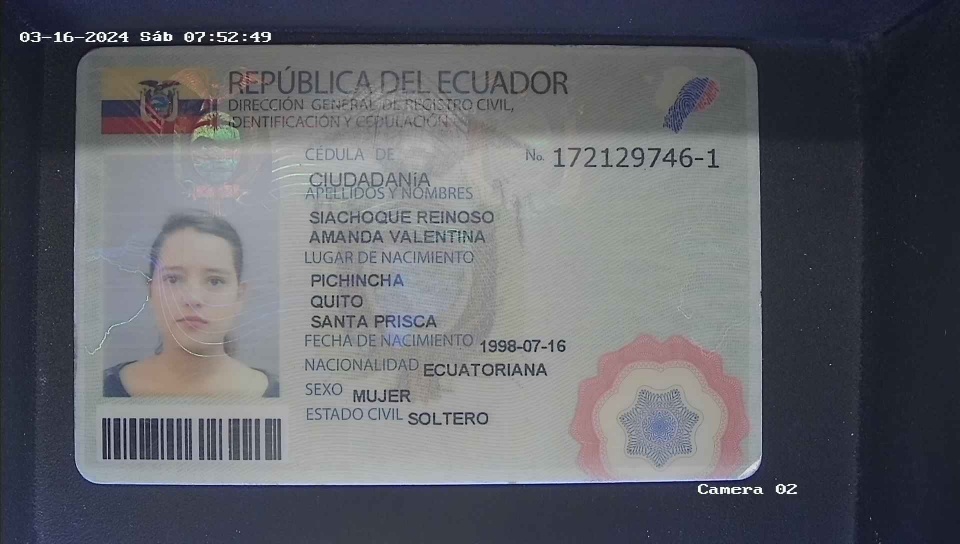 03-16-2024 Sáb 07:52:49
REPÚBLICA DEL ECUADOR
DIRECCIÓN GENERAL DE REGISTRO CIVIL,
IDENTIFICACIÓN Y CEDULACIÓN
CÉDULA DE No. 172129746-1
CIUDADANíA
APELLIDOS Y NOMBRES
SIACHOQUE REINOSO
AMANDA VALENTINA
LUGAR DE NACIMIENTO
PICHINCHA
QUITO
SANTA PRISCA
FECHA DE NACIMIENTO 1998-07-16
NACIONALIDAD ECUATORIANA
SEXO MUJER
ESTADO CIVIL SOLTERO
Camera 02